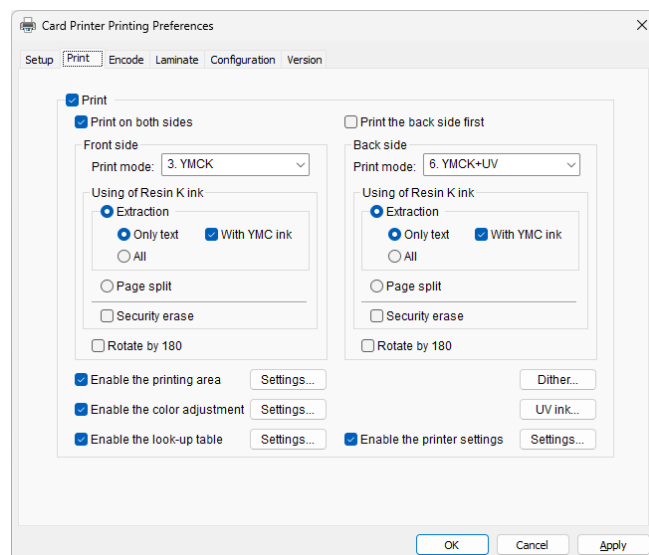 Card Printer Printing Preferences
Setup Print Encode Laminate Configuration Version
Print
Print on both sides
Print the back side first
Front side
Print mode: 3. YMCK
Using of Resin K ink
Extraction
Only text With YMC ink
All
Page split
Security erase
Rotate by 180
Back side
Print mode: 6. YMCK+UV
Using of Resin K ink
Extraction
Only text With YMC ink
All
Page split
Security erase
Rotate by 180
Enable the printing area Settings... Dither...
Enable the color adjustment Settings... UV ink...
Enable the look-up table Settings... Enable the printer settings Settings...
OK Cancel Apply